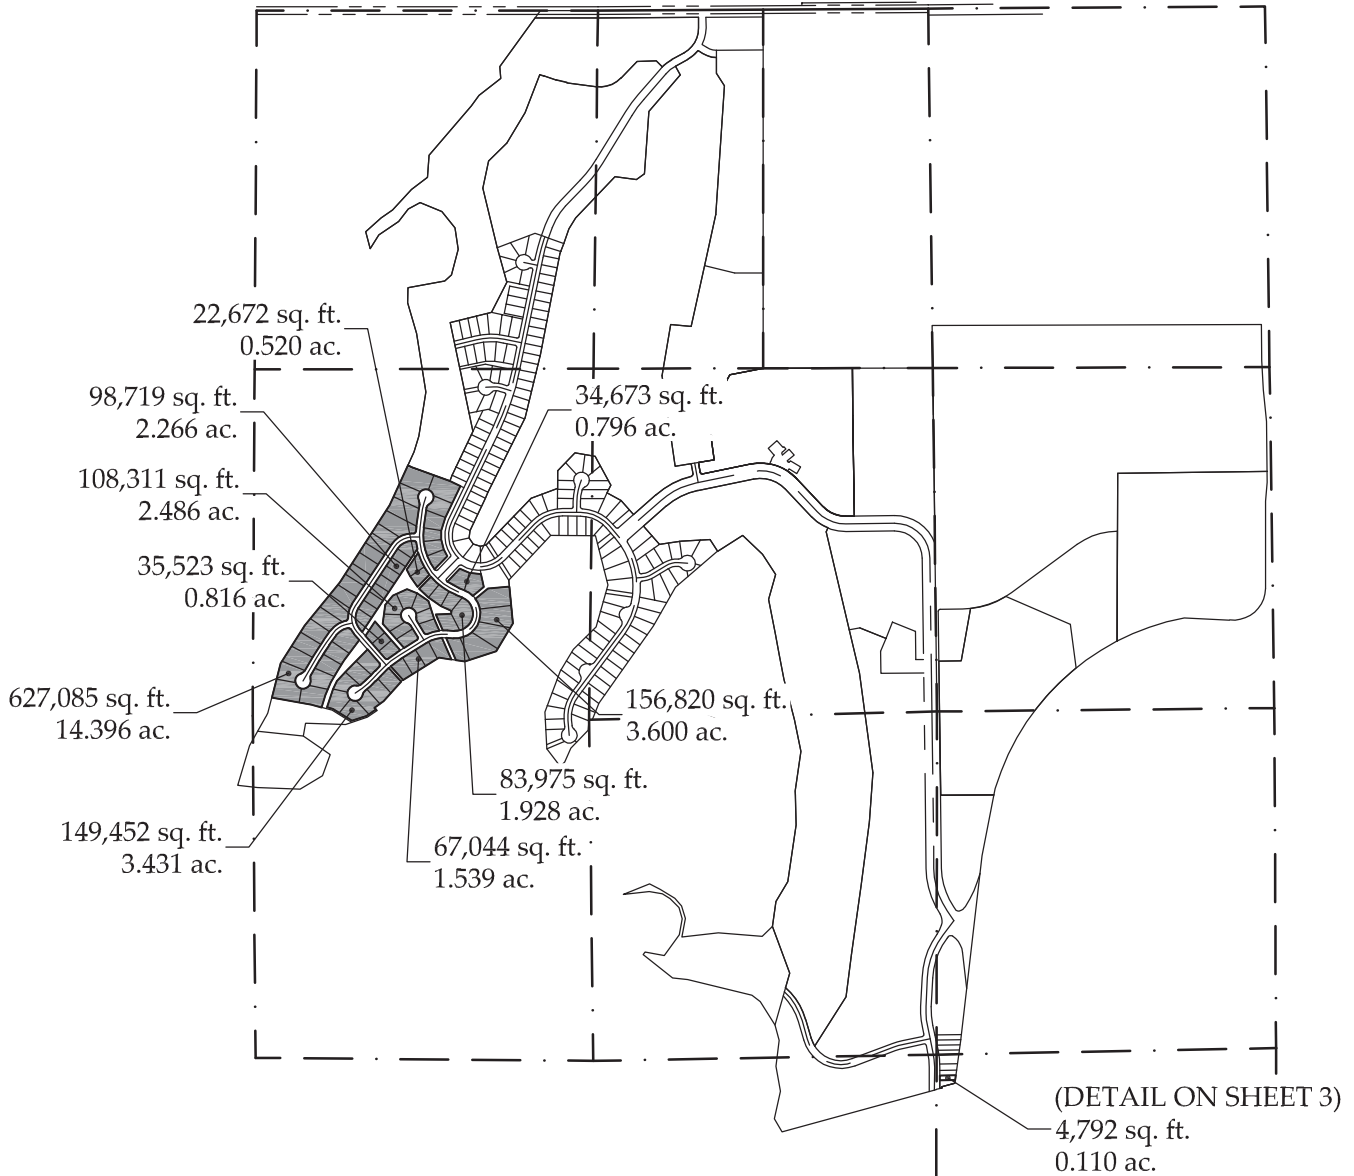 22,672 sq. ft.
0.520 ac.
98,719 sq. ft.
2.266 ac.
34,673 sq. ft.
0.796 ac.
108,311 sq. ft.
2.486 ac.
35,523 sq. ft.
0.816 ac.
627,085 sq. ft.
14.396 ac.
156,820 sq. ft.
3.600 ac.
83,975 sq. ft.
1.928 ac.
149,452 sq. ft.
3.431 ac.
67,044 sq. ft.
1.539 ac.
(DETAIL ON SHEET 3)
4,792 sq. ft.
0.110 ac.